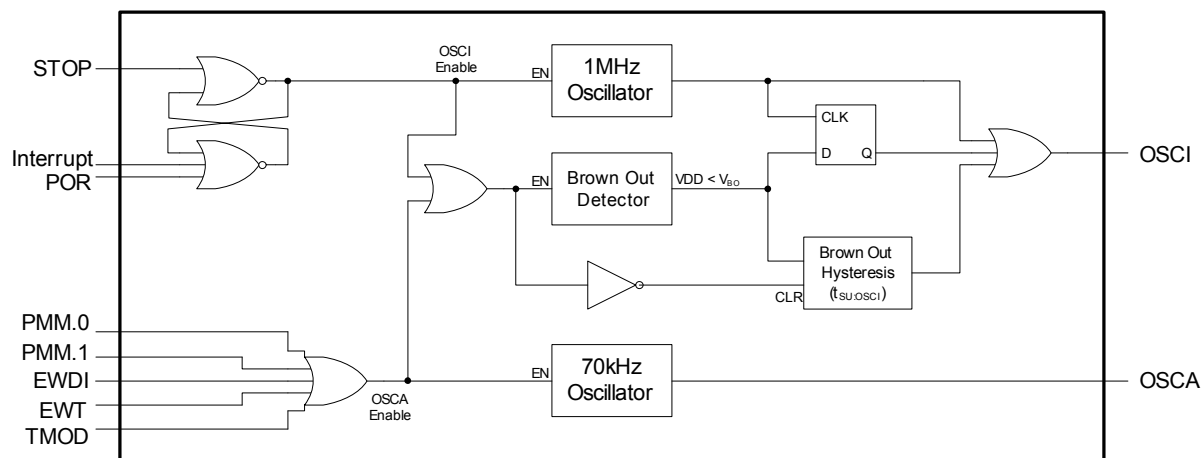 STOP
Interrupt
POR
OSCI
Enable
EN
1MHz
Oscillator
CLK
D
Q
OSCI
EN
Brown Out
Detector
VDD < VBO
Brown Out
Hysteresis
(tSU:OSCI)
CLR
PMM.0
PMM.1
EWDI
EWT
TMOD
OSCA
Enable
EN
70kHz
Oscillator
OSCA